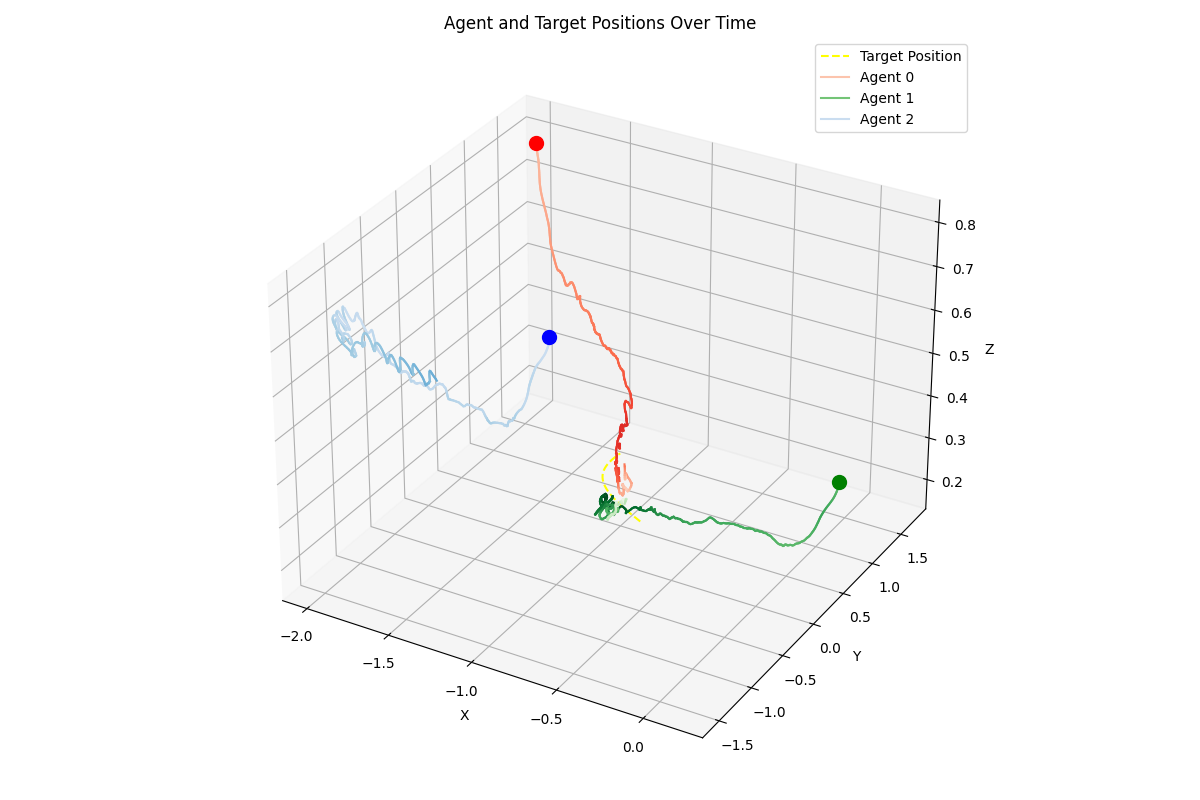 Agent and Target Positions Over Time
Target Position
Agent 0
Agent 1
Agent 2
0.8
0.7
0.6
0.5
0.4
0.3
0.2
Z
1.5
1.0
0.5
0.0
−0.5
−1.0
−1.5
Y
−2.0
−1.5
−1.0
−0.5
0.0
X